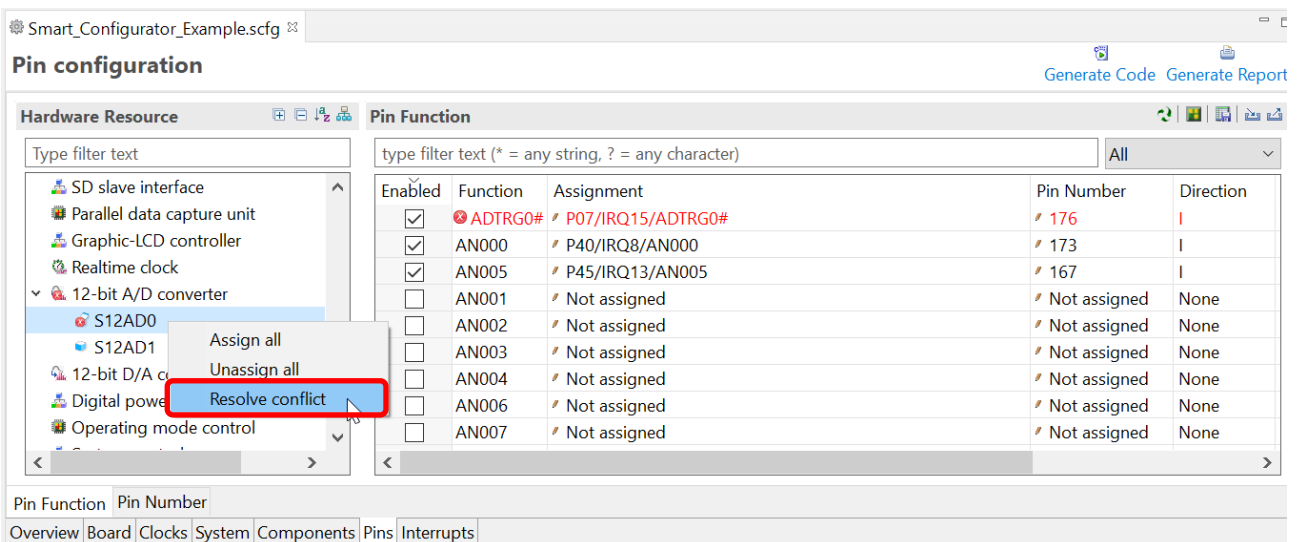 Smart_Configurator_Example.scfg
Pin configuration
Generate Code Generate Report
Hardware Resource
Pin Function
Type filter text
type filter text (* = any string, ? = any character)
All
SD slave interface
Parallel data capture unit
Graphic-LCD controller
Realtime clock
12-bit A/D converter
S12AD0
S12AD1
12-bit D/A c
Digital powe
Operating mode control
Assign all
Unassign all
Resolve conflict
Enabled Function Assignment Pin Number Direction
ADTRG0# P07/IRQ15/ADTRG0# 176 I
AN000 P40/IRQ8/AN000 173 I
AN005 P45/IRQ13/AN005 167 I
AN001 Not assigned Not assigned None
AN002 Not assigned Not assigned None
AN003 Not assigned Not assigned None
AN004 Not assigned Not assigned None
AN006 Not assigned Not assigned None
AN007 Not assigned Not assigned None
Pin Function Pin Number
Overview Board Clocks System Components Pins Interrupts